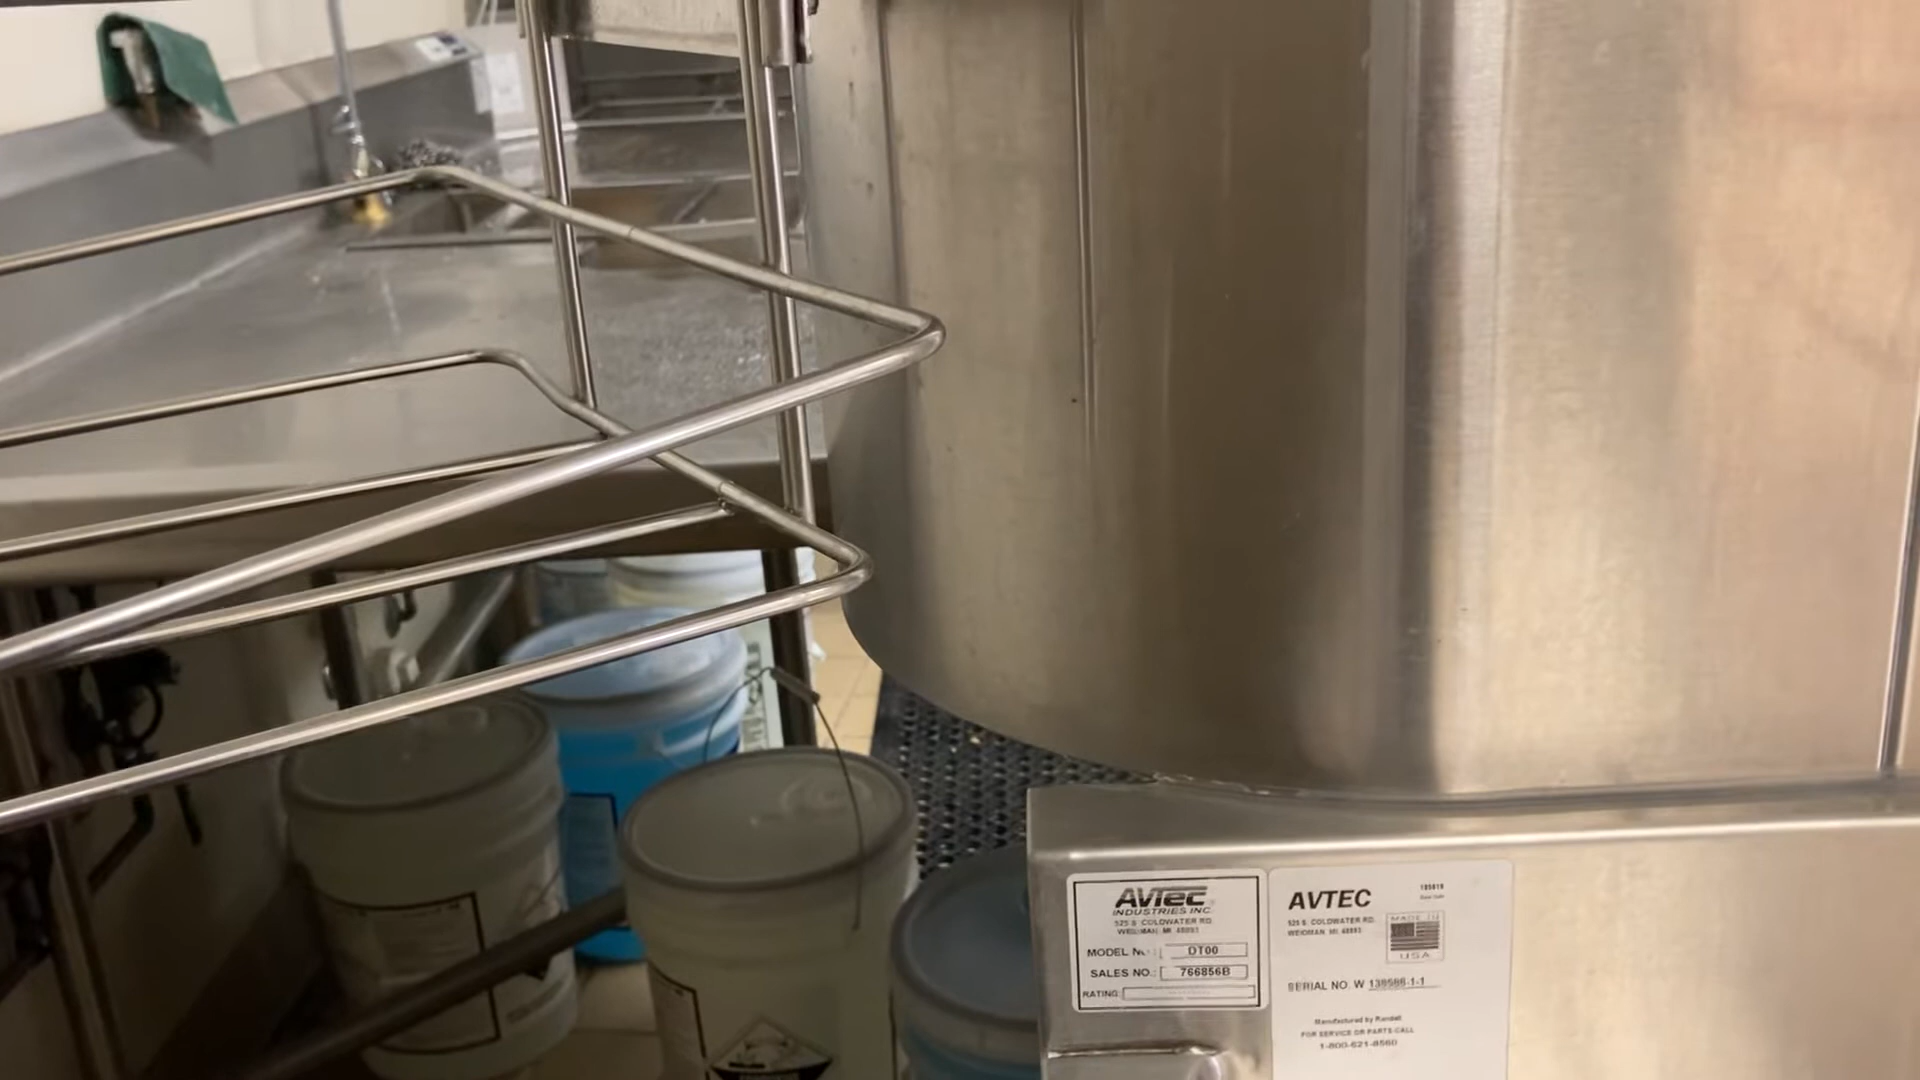 AVTEC
INDUSTRIES INC.
525 S. COLDWATER RD.
WEIDMAN MI 48893
MODEL No.: DT00
SALES NO.: 766856B
RATING:
AVTEC
525 S. COLDWATER RD.
WEIDMAN, MI 48893
MADE IN
USA
SERIAL NO. W 138588-1-1
Manufactured by Randell
FOR SERVICE OR PARTS CALL
1-800-621-8560